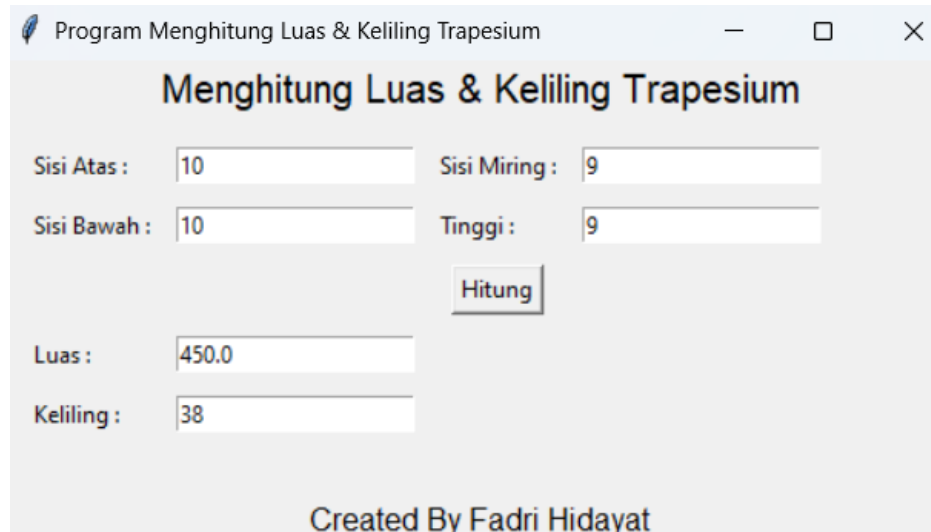 Program Menghitung Luas & Keliling Trapesium
Menghitung Luas & Keliling Trapesium
Sisi Atas : 10 Sisi Miring : 9
Sisi Bawah : 10 Tinggi : 9
Hitung
Luas : 450.0
Keliling : 38
Created By Fadri Hidayat